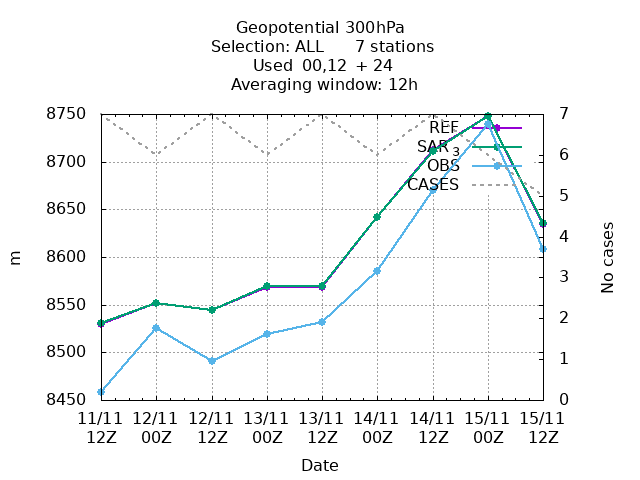 Geopotential 300hPa
Selection: ALL 7 stations
Used 00,12 + 24
Averaging window: 12h
8750
8700
8650
8600
8550
8500
8450
m
7
6
5
4
3
2
1
0
No cases
REF
SAR 3
OBS
CASES
11/11 12/11 12/11 13/11 13/11 14/11 14/11 15/11 15/11
12Z 00Z 12Z 00Z 12Z 00Z 12Z 00Z 12Z
Date